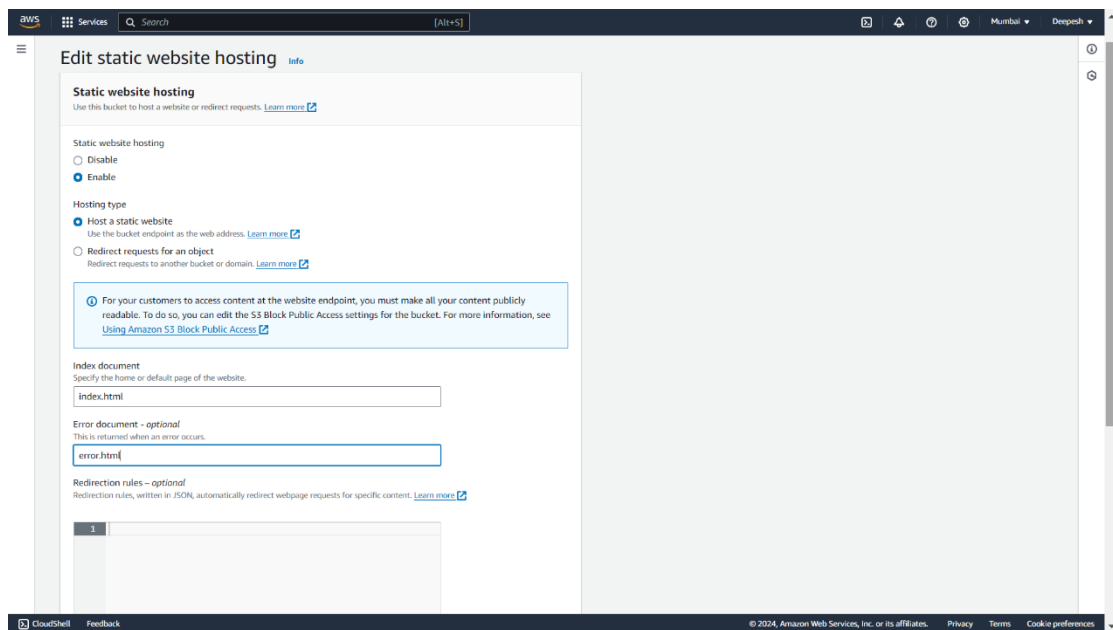 aws Services Search [Alt+S] Mumbai Deepesh
Edit static website hosting Info
Static website hosting
Use this bucket to host a website or redirect requests. Learn more
Static website hosting
Disable
Enable
Hosting type
Host a static website
Use the bucket endpoint as the web address. Learn more
Redirect requests for an object
Redirect requests to another bucket or domain. Learn more
For your customers to access content at the website endpoint, you must make all your content publicly
readable. To do so, you can edit the S3 Block Public Access settings for the bucket. For more information, see
Using Amazon S3 Block Public Access
Index document
Specify the home or default page of the website.
index.html
Error document - optional
This is returned when an error occurs.
error.html
Redirection rules – optional
Redirection rules, written in JSON, automatically redirect webpage requests for specific content. Learn more
1
CloudShell Feedback © 2024, Amazon Web Services, Inc. or its affiliates. Privacy Terms Cookie preferences